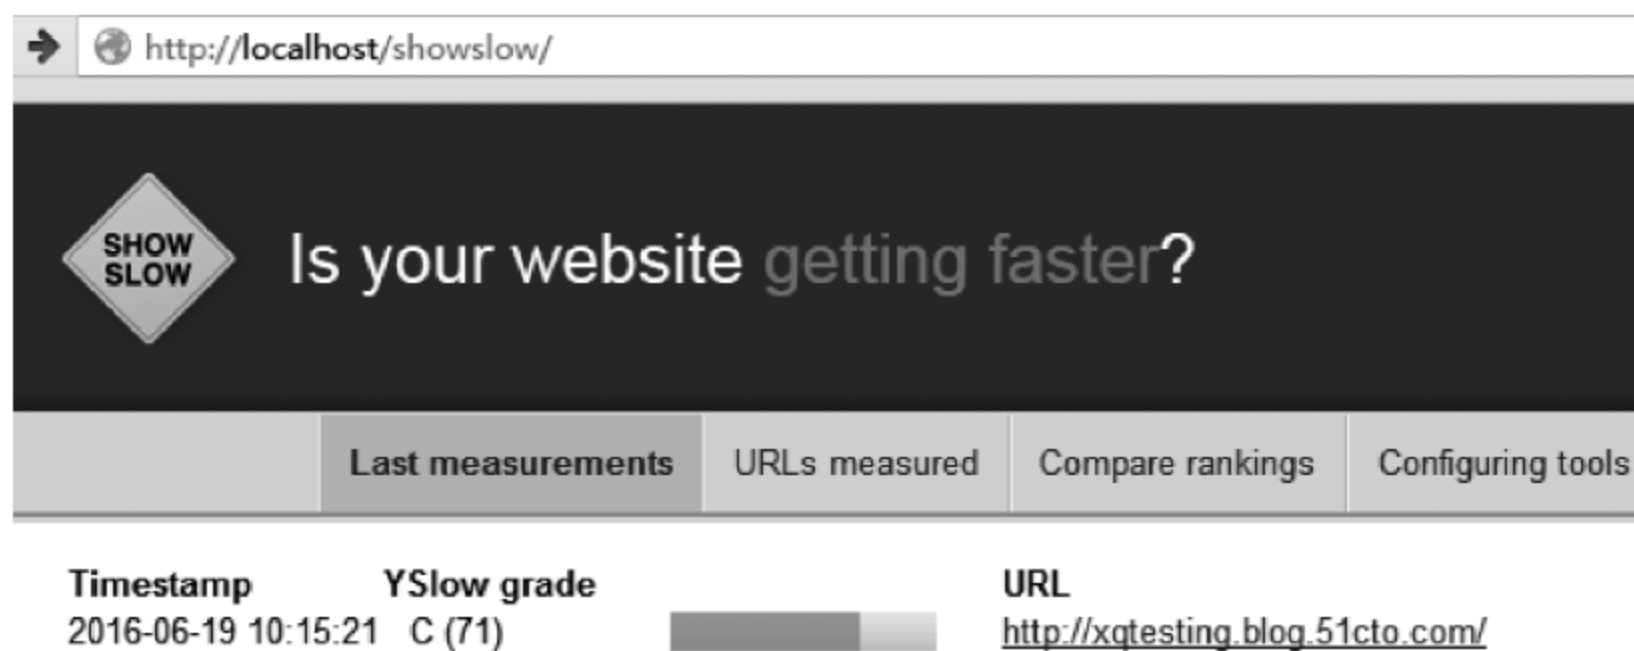 http://localhost/showslow/
SHOW
SLOW
Is your website getting faster?
Last measurements URLs measured Compare rankings Configuring tools
Timestamp YSlow grade URL
2016-06-19 10:15:21 C (71) http://xqtesting.blog.51cto.com/